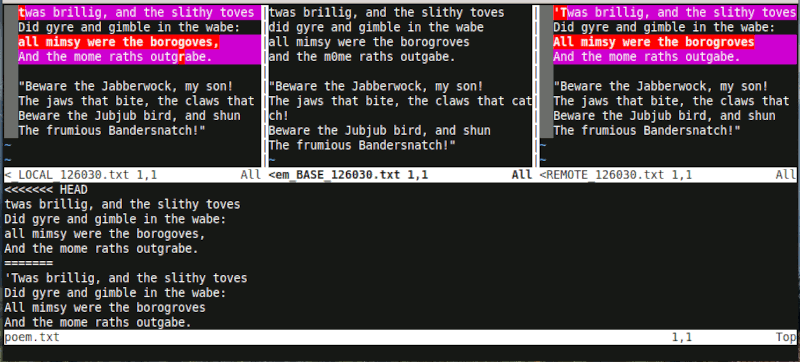 twas brillig, and the slithy toves
Did gyre and gimble in the wabe:
all mimsy were the borogoves,
And the mome raths outgrabe.
"Beware the Jabberwock, my son!
The jaws that bite, the claws that
Beware the Jubjub bird, and shun
The frumious Bandersnatch!"
~
~
< LOCAL_126030.txt 1,1 All
twas bri1lig, and the slithy toves
did gyre and gimble in the wabe
all mimsy were the borogroves
and the m0me raths outgabe.
"Beware the Jabberwock, my son!
The jaws that bite, the claws that cat
ch!
Beware the Jubjub bird, and shun
The frumious Bandersnatch!"
~
<em_BASE_126030.txt 1,1 All
'Twas brillig, and the slithy toves
Did gyre and gimble in the wabe:
All mimsy were the borogroves
And the mome raths outgabe.
"Beware the Jabberwock, my son!
The jaws that bite, the claws that
Beware the Jubjub bird, and shun
The frumious Bandersnatch!"
~
~
<REMOTE_126030.txt 1,1 All
<<<<<<< HEAD
twas brillig, and the slithy toves
Did gyre and gimble in the wabe:
all mimsy were the borogoves,
And the mome raths outgrabe.
=======
'Twas brillig, and the slithy toves
Did gyre and gimble in the wabe:
All mimsy were the borogroves
And the mome raths outgabe.
poem.txt 1,1 Top